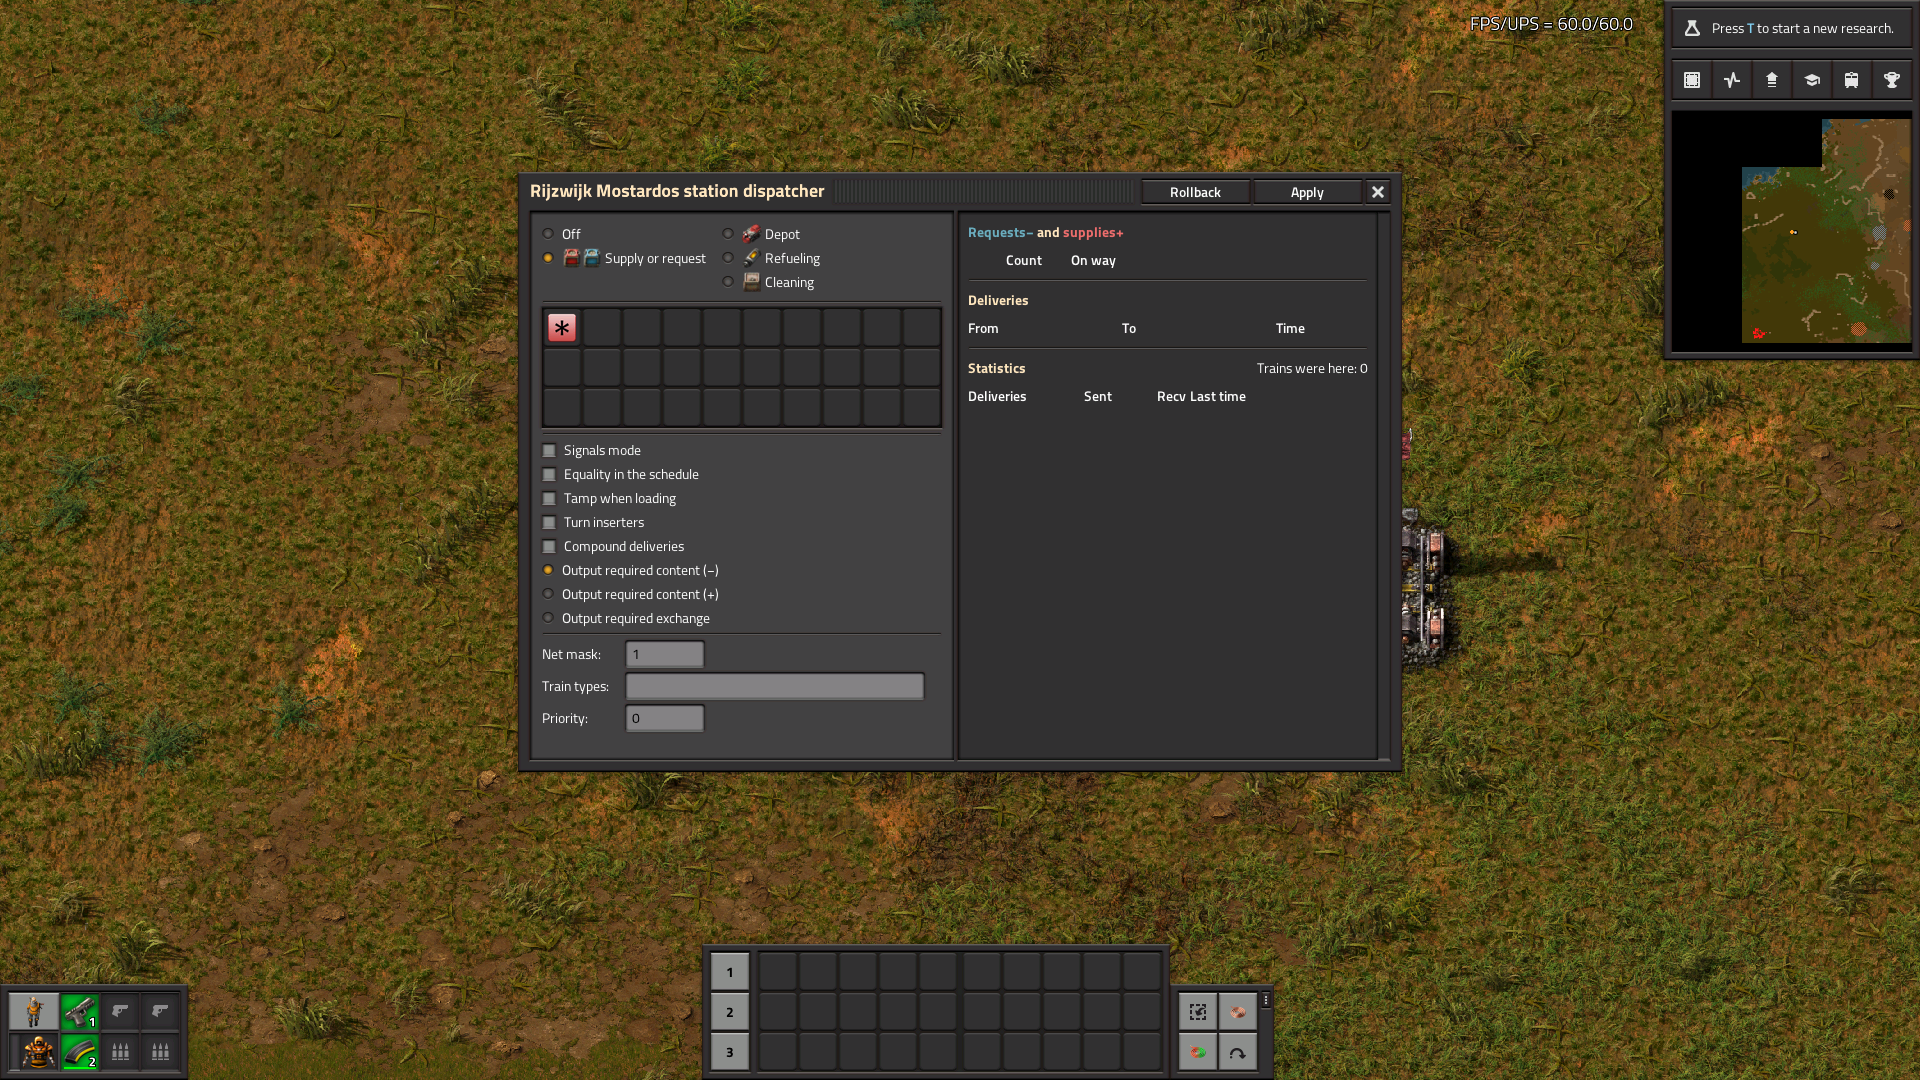 FPS/UPS = 60.0/60.0
Press T to start a new research.
Rijzwijk Mostardos station dispatcher
Rollback
Apply
Off
Depot
Supply or request
Refueling
Cleaning
*
Signals mode
Equality in the schedule
Tamp when loading
Turn inserters
Compound deliveries
Output required content (−)
Output required content (+)
Output required exchange
Net mask: 1
Train types:
Priority: 0
Requests− and supplies+
Count On way
Deliveries
From To Time
Statistics Trains were here: 0
Deliveries Sent Recv Last time
1
2
3
1
2